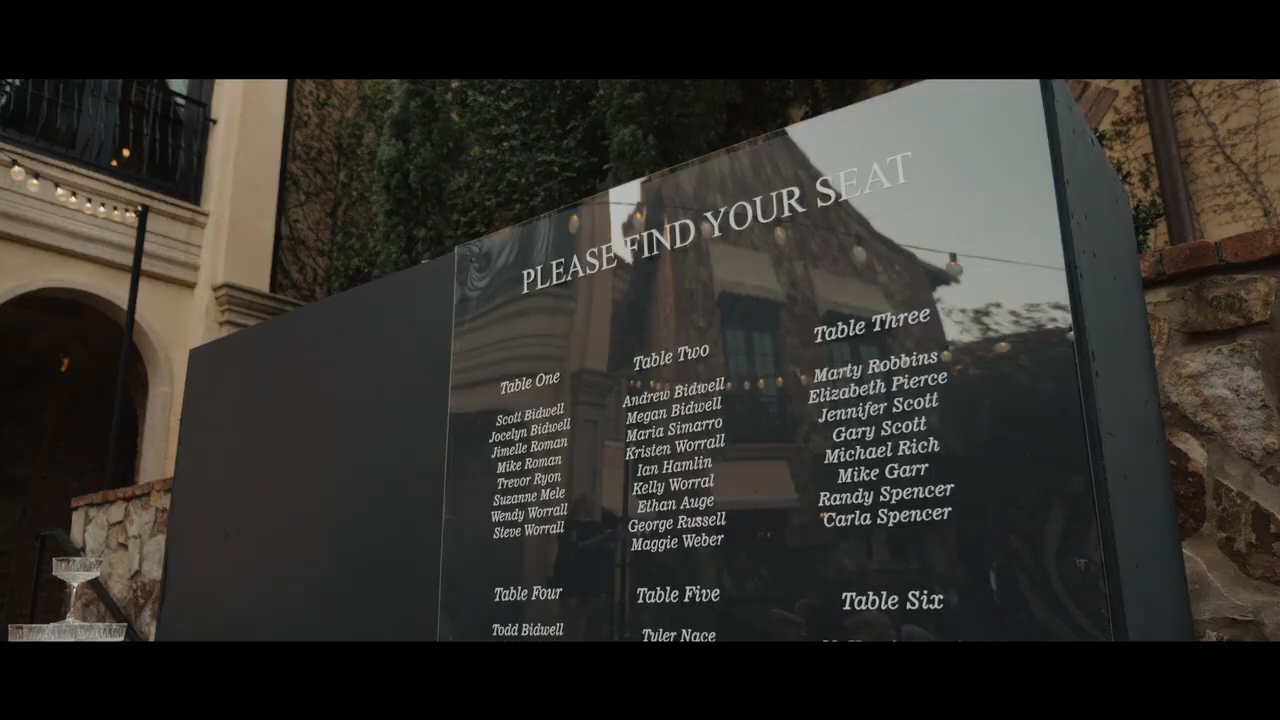 PLEASE FIND YOUR SEAT
Table One
Scott Bidwell
Jocelyn Bidwell
Jimelle Roman
Mike Roman
Trevor Ryon
Suzanne Mele
Wendy Worrall
Steve Worrall
Table Two
Andrew Bidwell
Megan Bidwell
Maria Simarro
Kristen Worrall
Ian Hamlin
Kelly Worral
Ethan Auge
George Russell
Maggie Weber
Table Three
Marty Robbins
Elizabeth Pierce
Jennifer Scott
Gary Scott
Michael Rich
Mike Garr
Randy Spencer
Carla Spencer
Table Four
Todd Bidwell
Table Five
Tyler Nace
Table Six